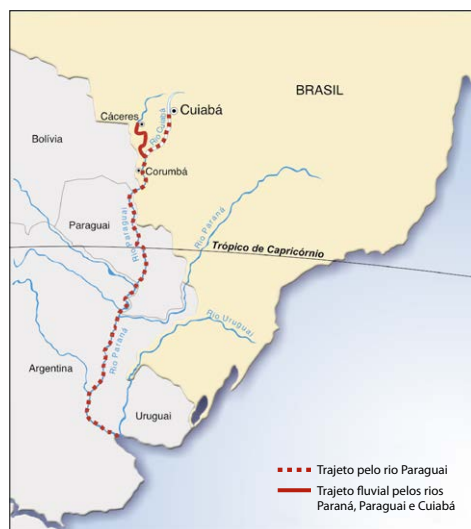 BRASIL
Cuiabá
Cáceres
Rio Cuiabá
Bolívia
Corumbá
Rio Paraguai
Paraguai
Rio Paraná
Trópico de Capricórnio
Rio Uruguai
Rio Paraná
Argentina
Uruguai
Trajeto pelo rio Paraguai
Trajeto fluvial pelos rios
Paraná, Paraguai e Cuiabá